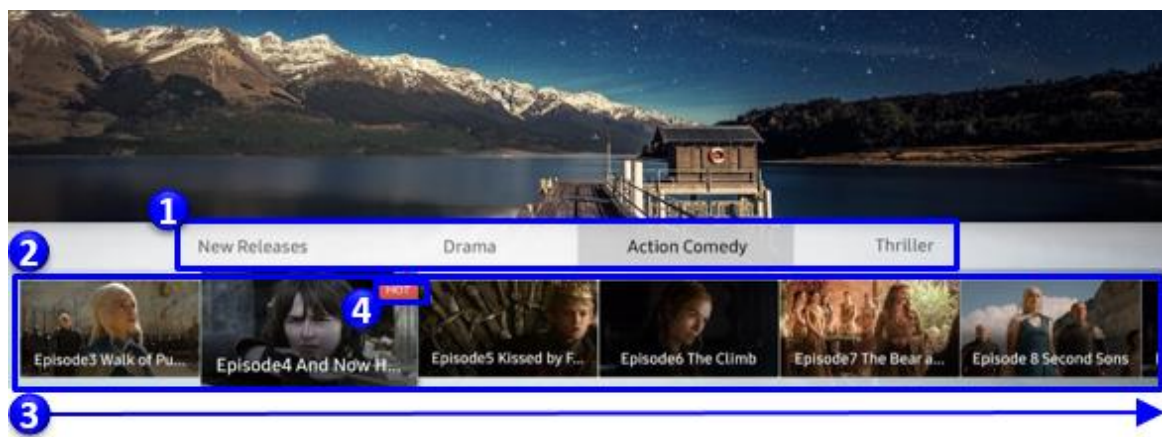 1
New Releases Drama Action Comedy Thriller
2
4 HOT
Episode3 Walk of Pu... Episode4 And Now H... Episode5 Kissed by F... Episode6 The Climb Episode7 The Bear a... Episode 8 Second Sons
3